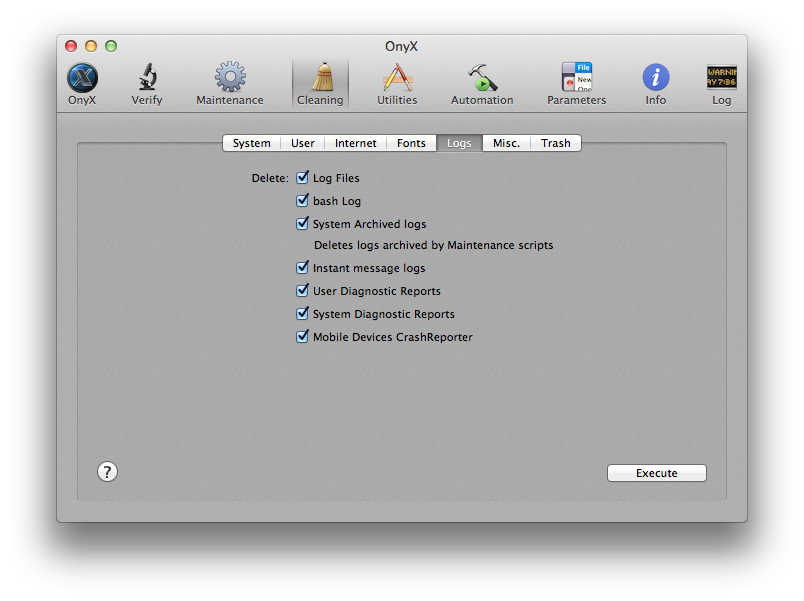 OnyX
OnyX Verify Maintenance Cleaning Utilities Automation Parameters Info Log
System User Internet Fonts Logs Misc. Trash
Delete: Log Files
bash Log
System Archived logs
Deletes logs archived by Maintenance scripts
Instant message logs
User Diagnostic Reports
System Diagnostic Reports
Mobile Devices CrashReporter
? Execute